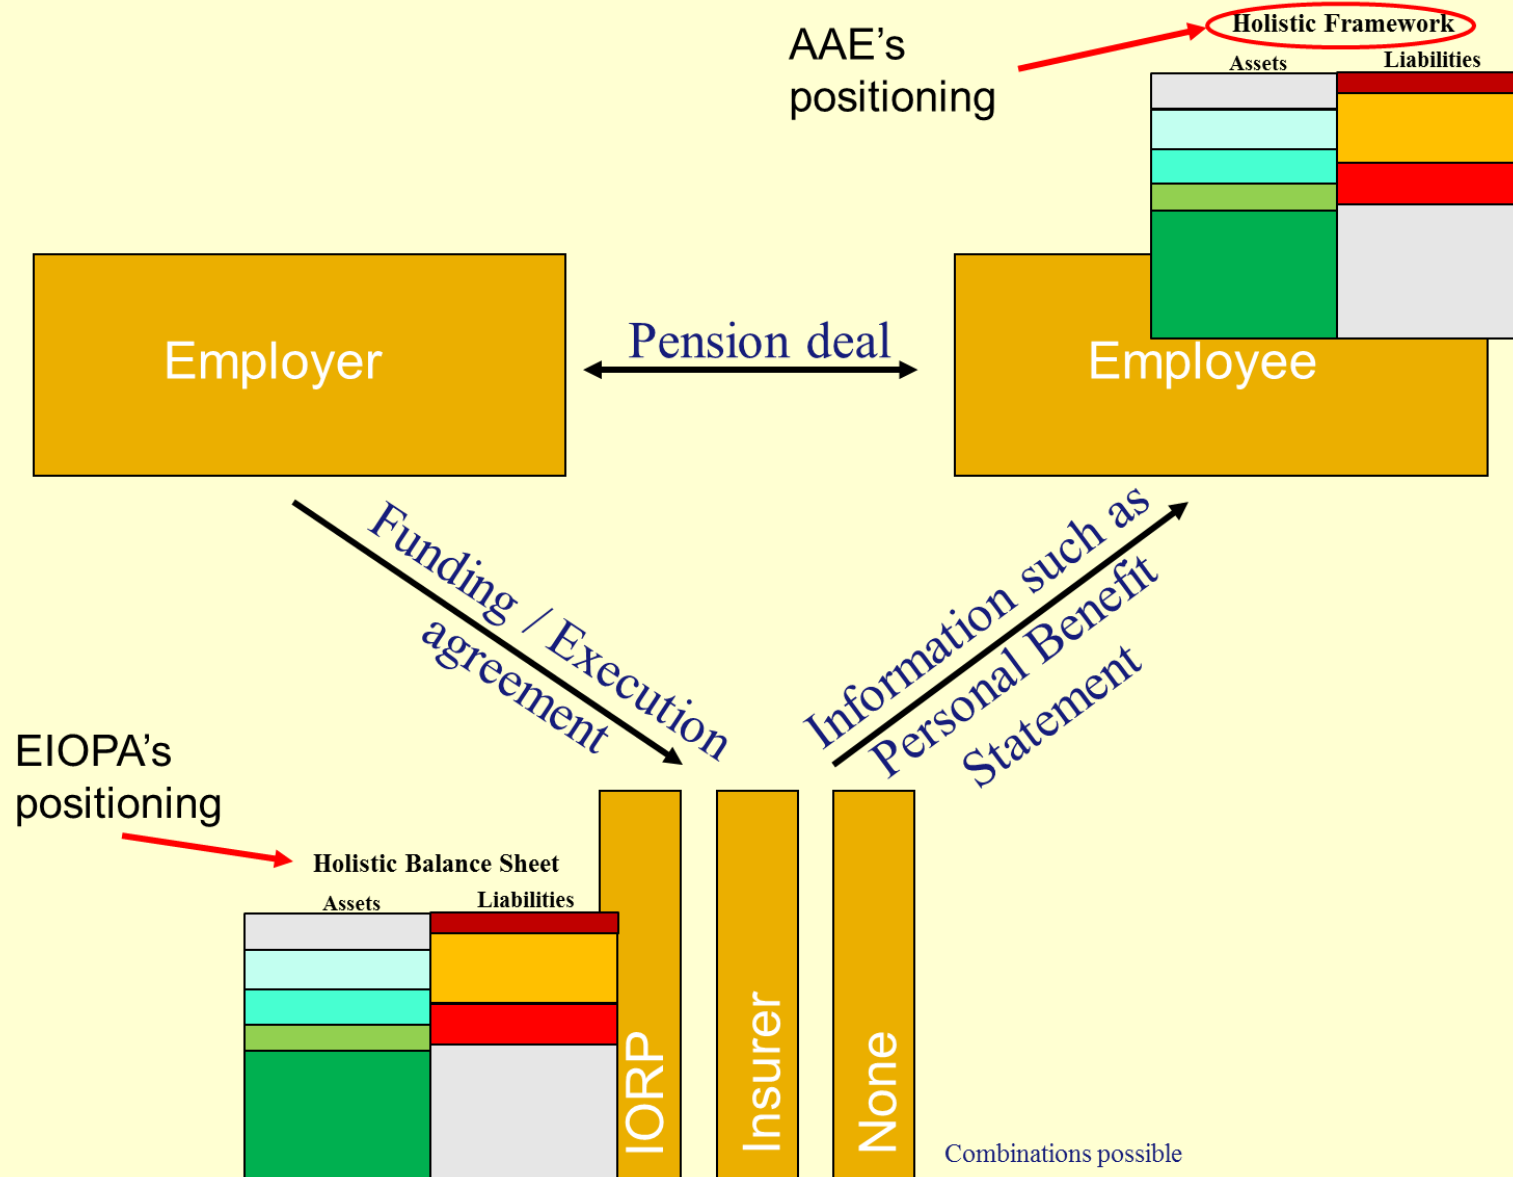 AAE’s
positioning
Holistic Framework
Assets
Liabilities
Employer
Pension deal
Employee
Funding / Execution
agreement
Information such as
Personal Benefit
Statement
EIOPA’s
positioning
Holistic Balance Sheet
Assets
Liabilities
IORP
Insurer
None
Combinations possible